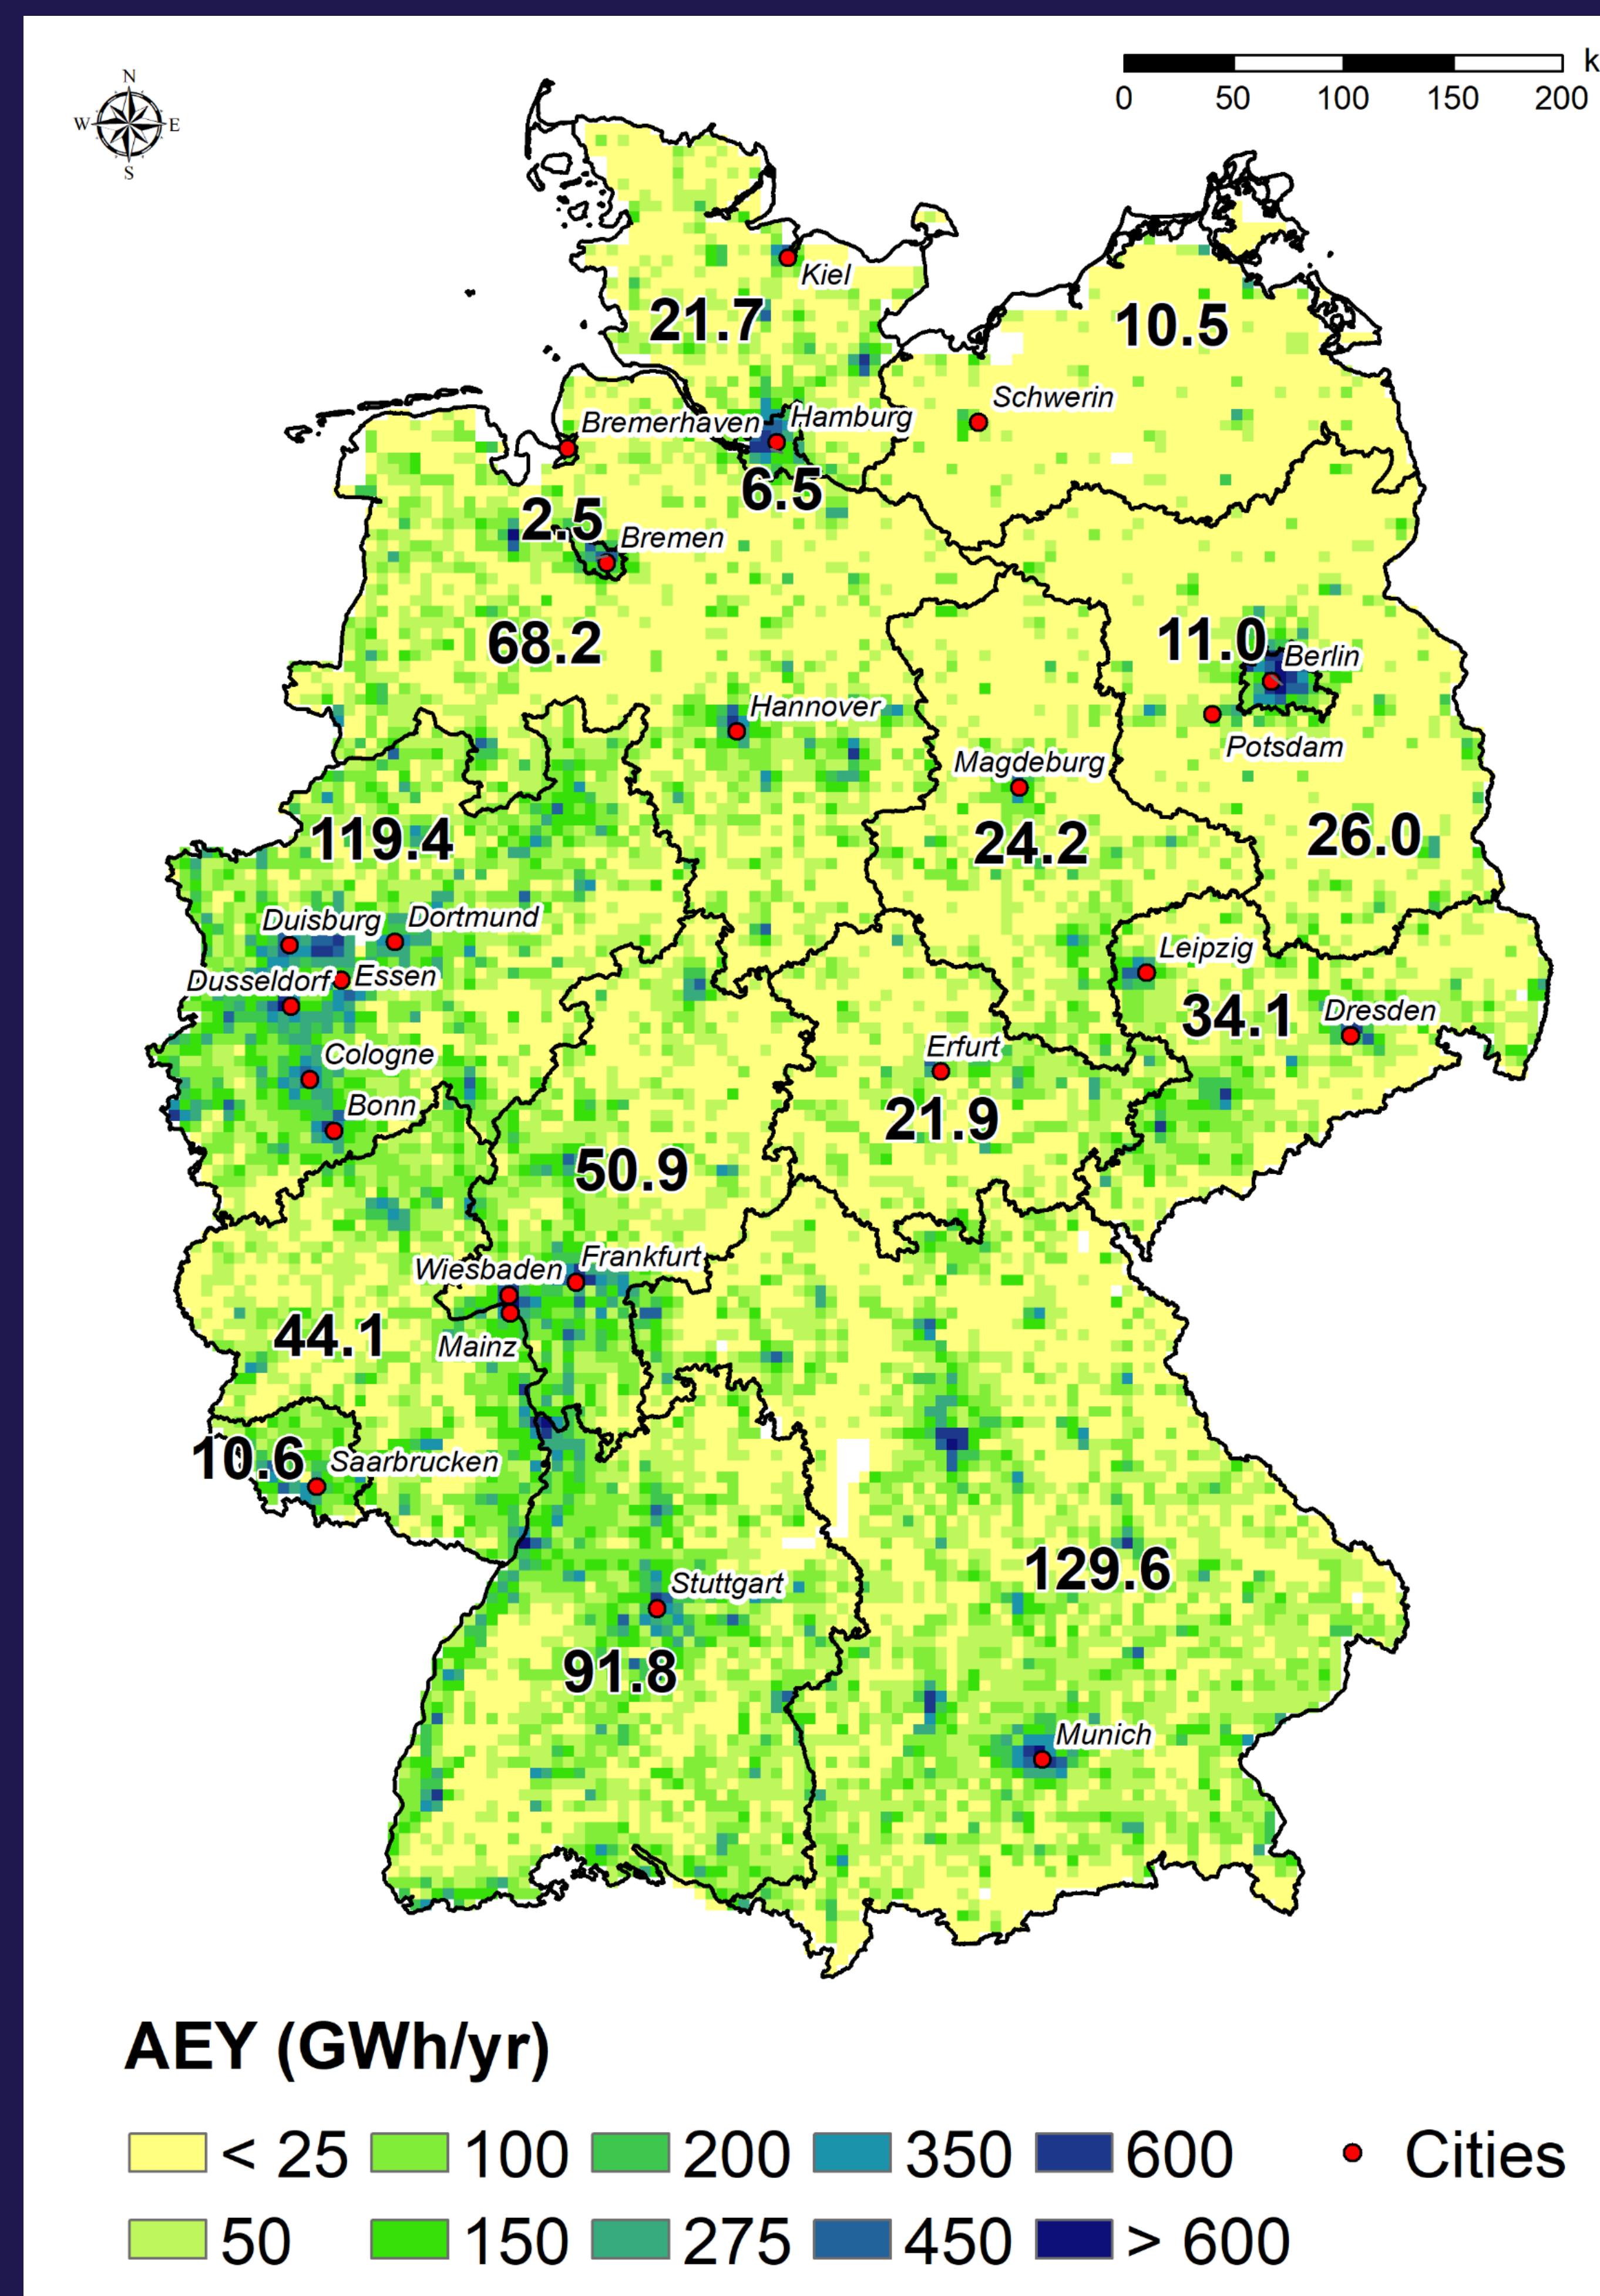 N
W E
S
k
0 50 100 150 200
Kiel
21.7
10.5
Schwerin
Bremerhaven
Hamburg
6.5
2.5
Bremen
68.2
11.0
Berlin
Hannover
Potsdam
Magdeburg
119.4
24.2
26.0
Duisburg
Dortmund
Leipzig
Dusseldorf
Essen
34.1
Dresden
Cologne
Erfurt
Bonn
21.9
50.9
Wiesbaden
Frankfurt
44.1
Mainz
10.6
Saarbrucken
129.6
Stuttgart
91.8
Munich
AEY (GWh/yr)
< 25 100 200 350 600 Cities
50 150 275 450 > 600